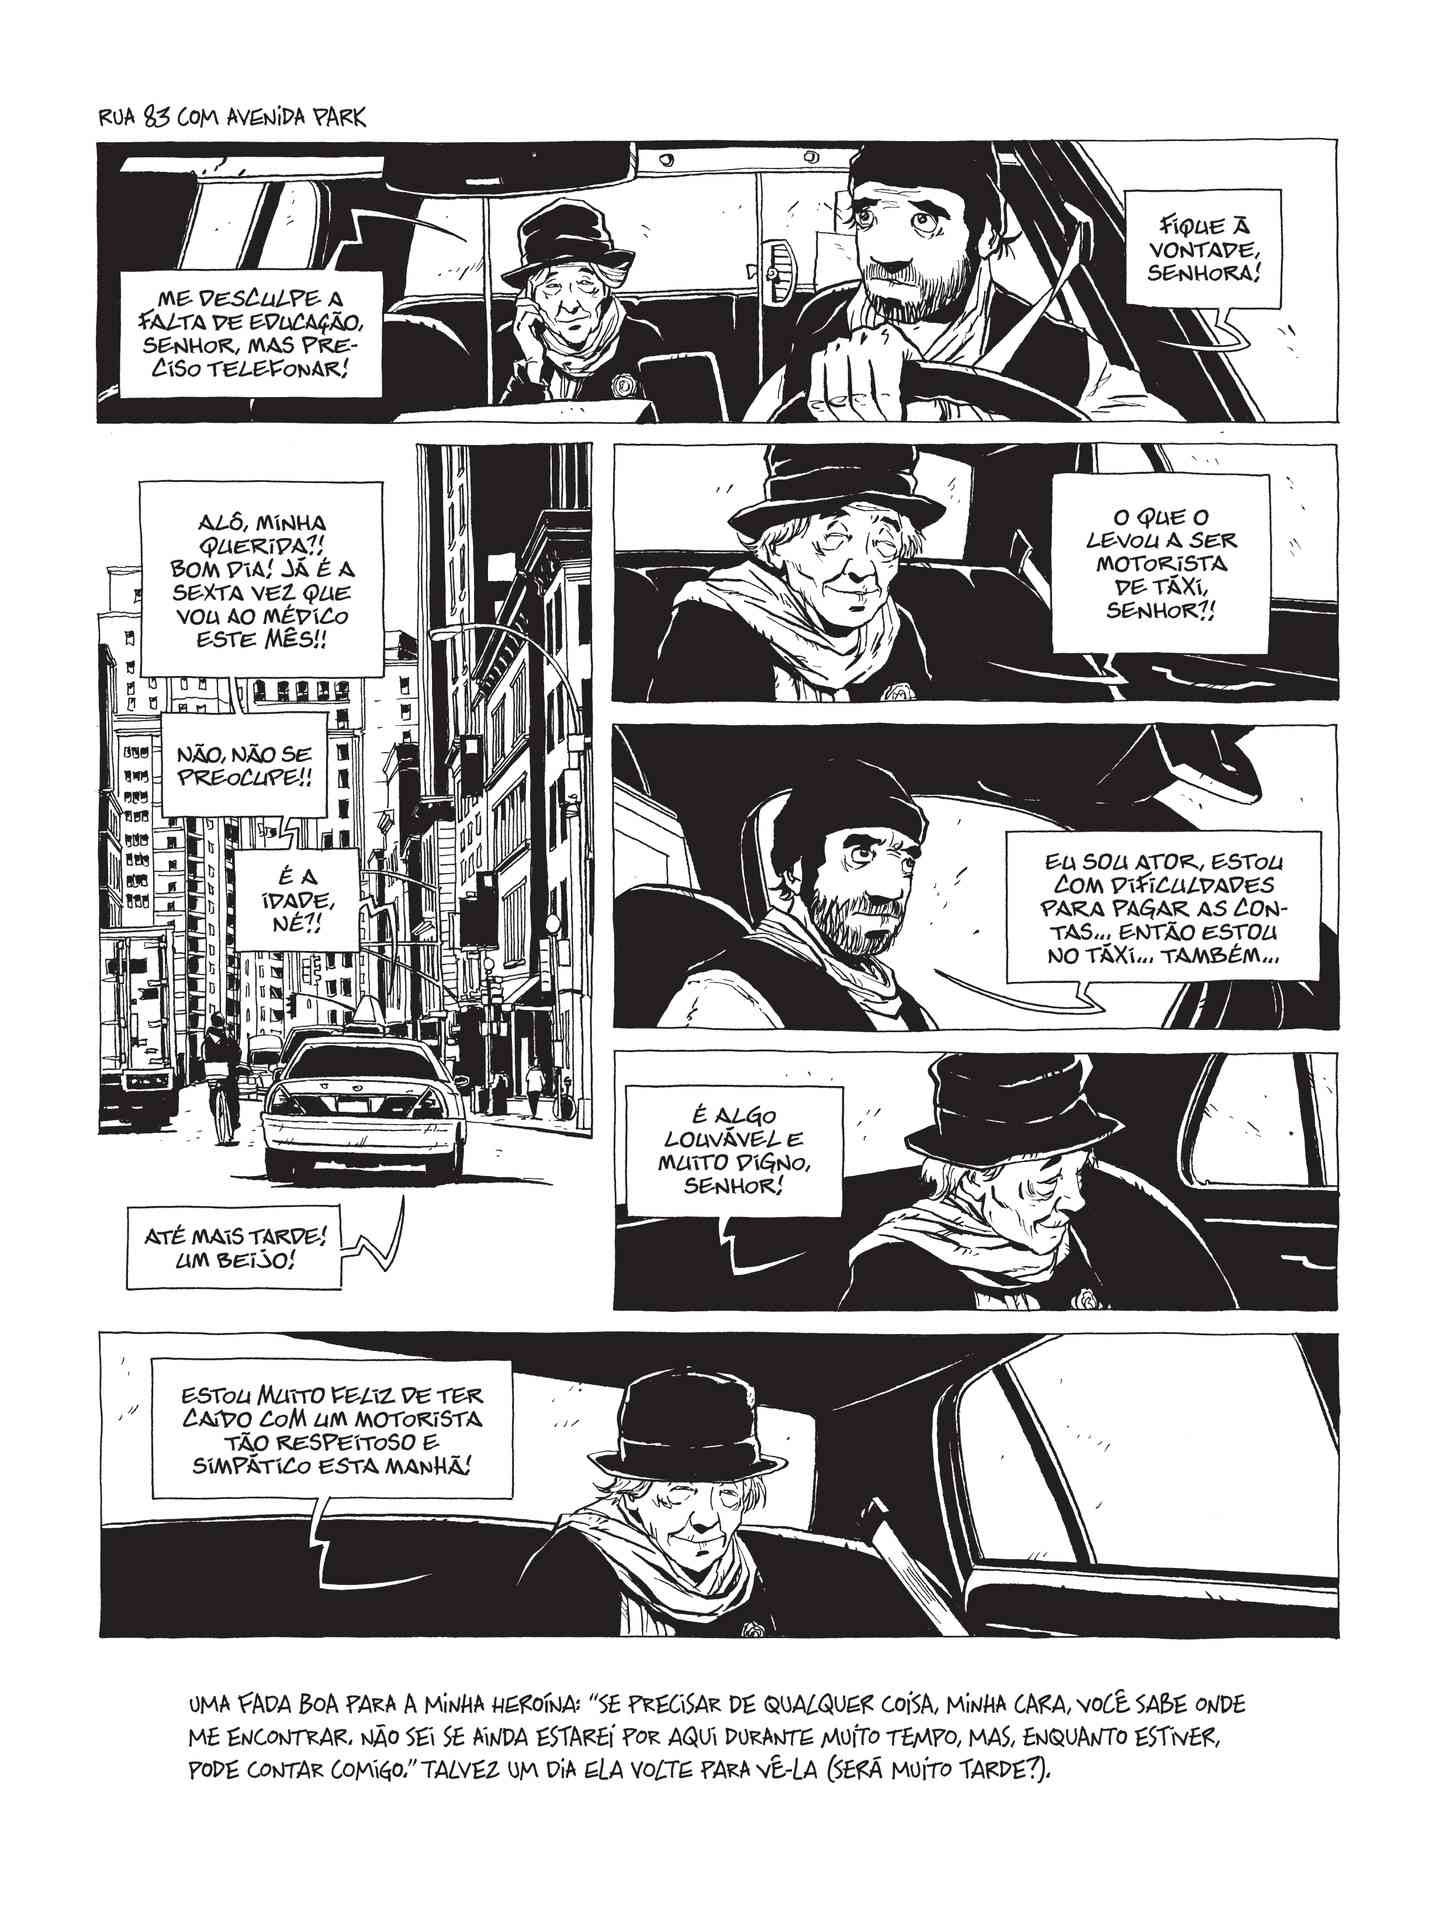 RUA 83 COM AVENIDA PARK
ME DESCULPE A
FALTA DE EDUCAÇÃO,
SENHOR, MAS PRE-
CISO TELEFONAR!
FIQUE À
VONTADE,
SENHORA!
ALÔ, MINHA
QUERIDA?!
BOM DIA! JÁ É A
SEXTA VEZ QUE
VOU AO MÉDICO
ESTE MÊS!!
NÃO, NÃO SE
PREOCUPE!!
É A
IDADE,
NÉ?!
ATÉ MAIS TARDE!
UM BEIJO!
O QUE O
LEVOU A SER
MOTORISTA
DE TÁXI,
SENHOR?!
EU SOU ATOR, ESTOU
COM DIFICULDADES
PARA PAGAR AS CON-
TAS... ENTÃO ESTOU
NO TÁXI... TAMBÉM...
É ALGO
LOUVÁVEL E
MUITO DIGNO,
SENHOR!
ESTOU MUITO FELIZ DE TER
CAÍDO COM UM MOTORISTA
TÃO RESPEITOSO E
SIMPÁTICO ESTA MANHÃ!
UMA FADA BOA PARA A MINHA HEROÍNA: "SE PRECISAR DE QUALQUER COISA, MINHA CARA, VOCÊ SABE ONDE
ME ENCONTRAR. NÃO SEI SE AINDA ESTAREI POR AQUI DURANTE MUITO TEMPO, MAS, ENQUANTO ESTIVER,
PODE CONTAR COMIGO." TALVEZ UM DIA ELA VOLTE PARA VÊ-LA (SERÁ MUITO TARDE?).